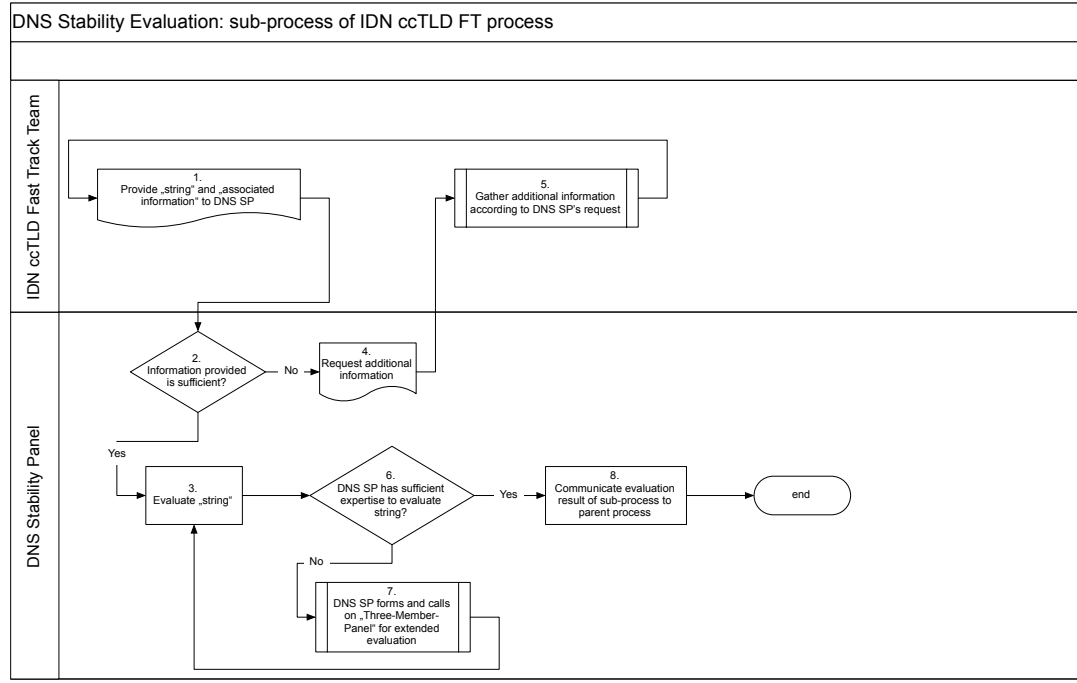 DNS Stability Evaluation: sub-process of IDN ccTLD FT process
IDN ccTLD Fast Track Team
1.
Provide „string“ and „associated
information“ to DNS SP
5.
Gather additional information
according to DNS SP's request
DNS Stability Panel
2.
Information provided
is sufficient?
No
4.
Request additional
information
Yes
3.
Evaluate „string“
6.
DNS SP has sufficient
expertise to evaluate
string?
Yes
8.
Communicate evaluation
result of sub-process to
parent process
end
No
7.
DNS SP forms and calls
on „Three-Member-
Panel“ for extended
evaluation